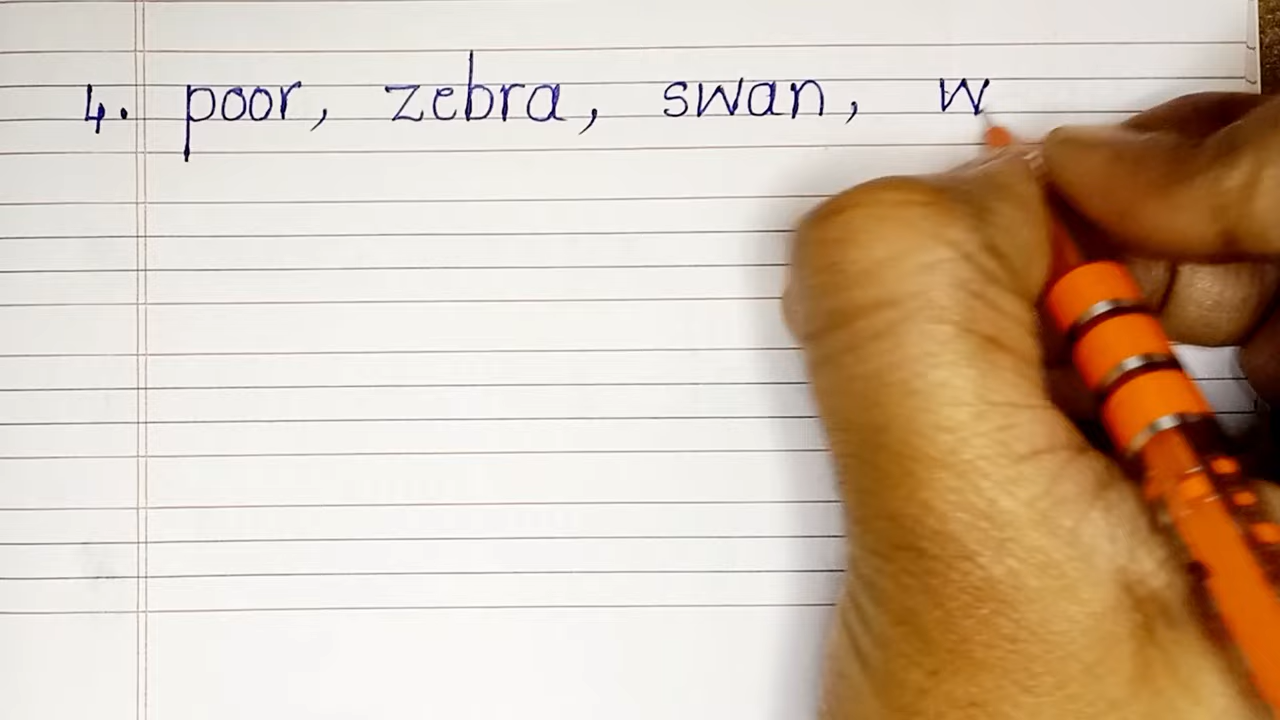 4. poor, zebra, swan, w